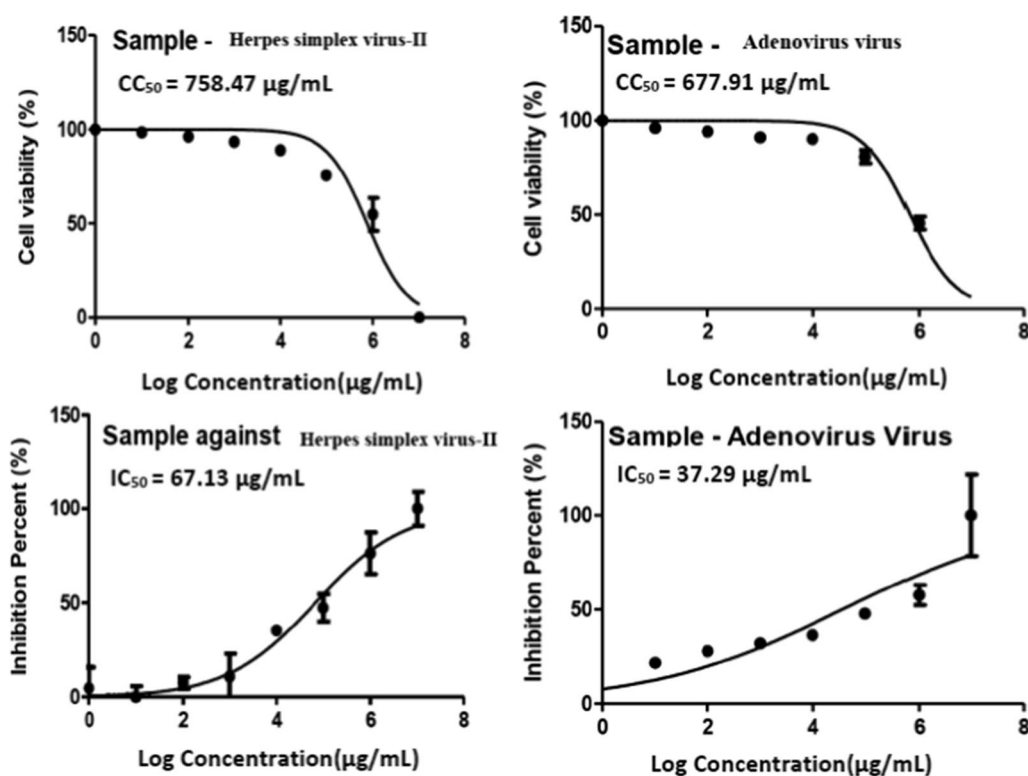 Sample - Herpes simplex virus-II
CC₅₀ = 758.47 µg/mL
Cell viability (%)
150
100
50
0
0 2 4 6 8
Log Concentration(µg/mL)
Sample - Adenovirus virus
CC₅₀ = 677.91 µg/mL
Cell viability (%)
150
100
50
0
0 2 4 6 8
Log Concentration(µg/mL)
Sample against Herpes simplex virus-II
IC₅₀ = 67.13 µg/mL
Inhibition Percent (%)
150
100
50
0
0 2 4 6 8
Log Concentration(µg/mL)
Sample - Adenovirus Virus
IC₅₀ = 37.29 µg/mL
Inhibition Percent (%)
150
100
50
0
0 2 4 6 8
Log Concentration(µg/mL)